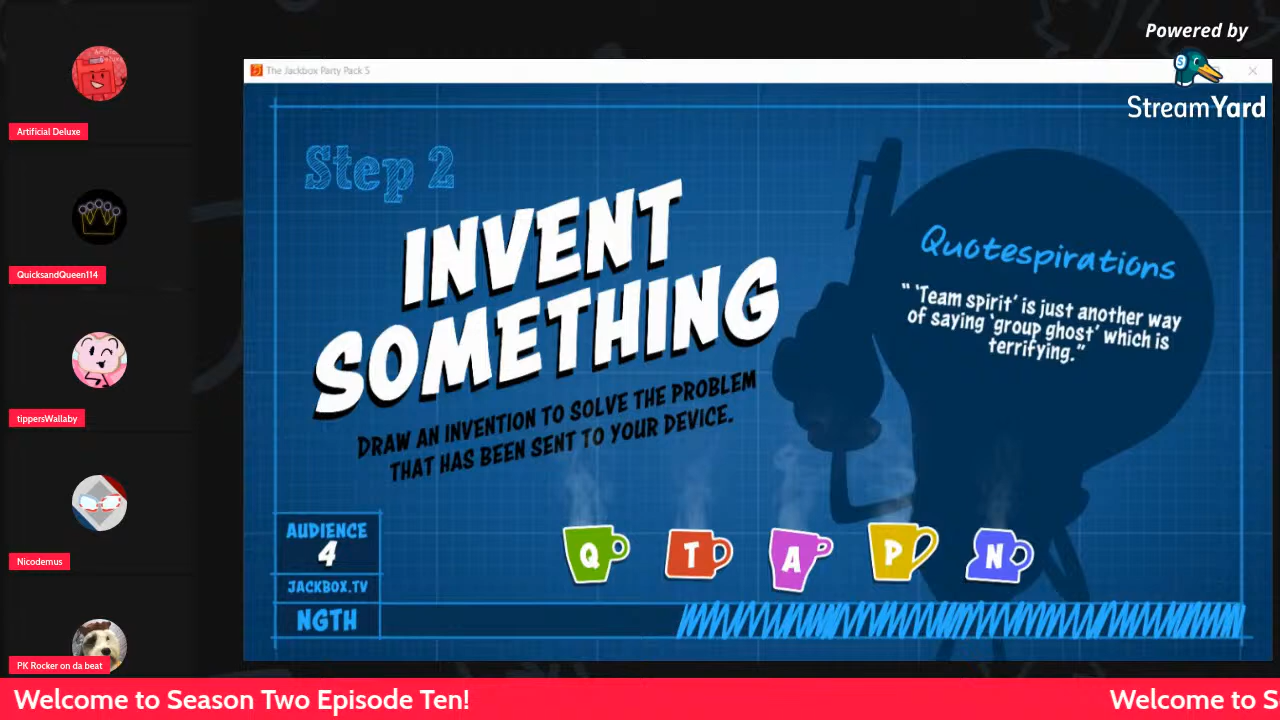 Powered by
StreamYard
The Jackbox Party Pack 5
Artificial Deluxe
QuicksandQueen114
tippersWallaby
Nicodemus
PK Rocker on da beat
Step 2
INVENT
SOMETHING
DRAW AN INVENTION TO SOLVE THE PROBLEM
THAT HAS BEEN SENT TO YOUR DEVICE.
Quotespirations
“ ‘Team spirit’ is just another way
of saying ‘group ghost’ which is
terrifying.”
AUDIENCE
4
JACKBOX.TV
NGTH
Q T A P N
Welcome to Season Two Episode Ten!
Welcome to S